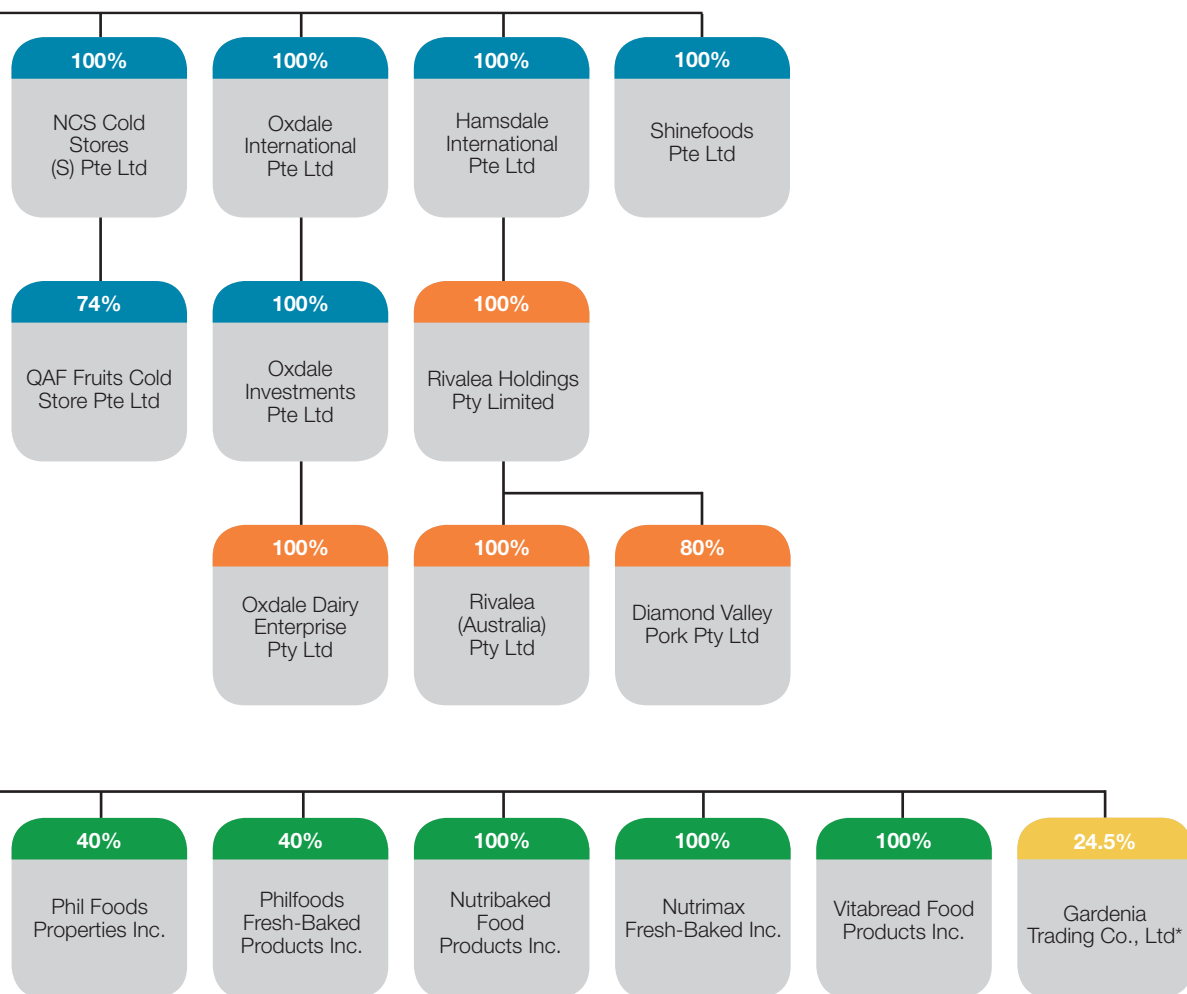 100%
NCS Cold
Stores
(S) Pte Ltd
100%
Oxdale
International
Pte Ltd
100%
Hamsdale
International
Pte Ltd
100%
Shinefoods
Pte Ltd
74%
QAF Fruits Cold
Store Pte Ltd
100%
Oxdale
Investments
Pte Ltd
100%
Rivalea Holdings
Pty Limited
100%
Oxdale Dairy
Enterprise
Pty Ltd
100%
Rivalea
(Australia)
Pty Ltd
80%
Diamond Valley
Pork Pty Ltd
40%
Phil Foods
Properties Inc.
40%
Philfoods
Fresh-Baked
Products Inc.
100%
Nutribaked
Food
Products Inc.
100%
Nutrimax
Fresh-Baked Inc.
100%
Vitabread Food
Products Inc.
24.5%
Gardenia
Trading Co., Ltd*